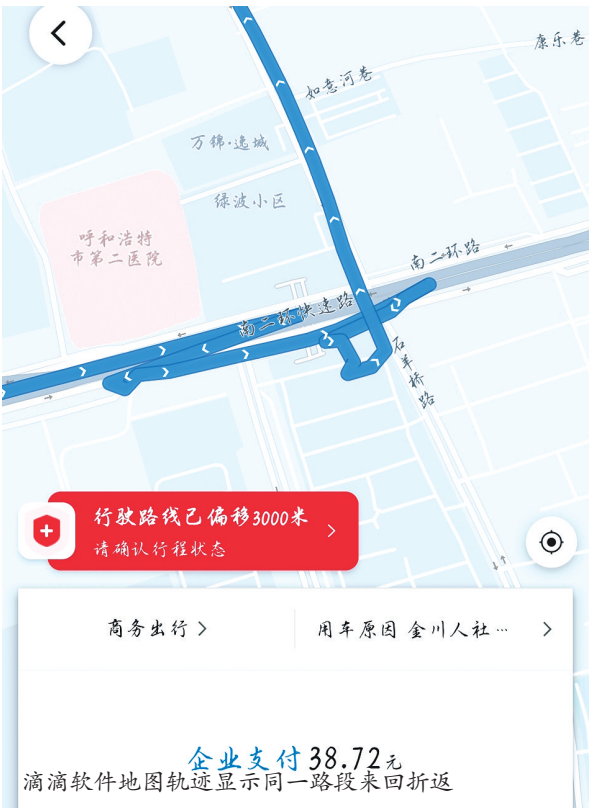 康乐巷
如意河巷
万锦·逸城
绿波小区
呼和浩特
市第二医院
南二环路
南二环快速路
石羊桥路
行驶路线已偏移3000米
请确认行程状态
商务出行
用车原因 金川人社…
企业支付38.72元
滴滴软件地图轨迹显示同一路段来回折返